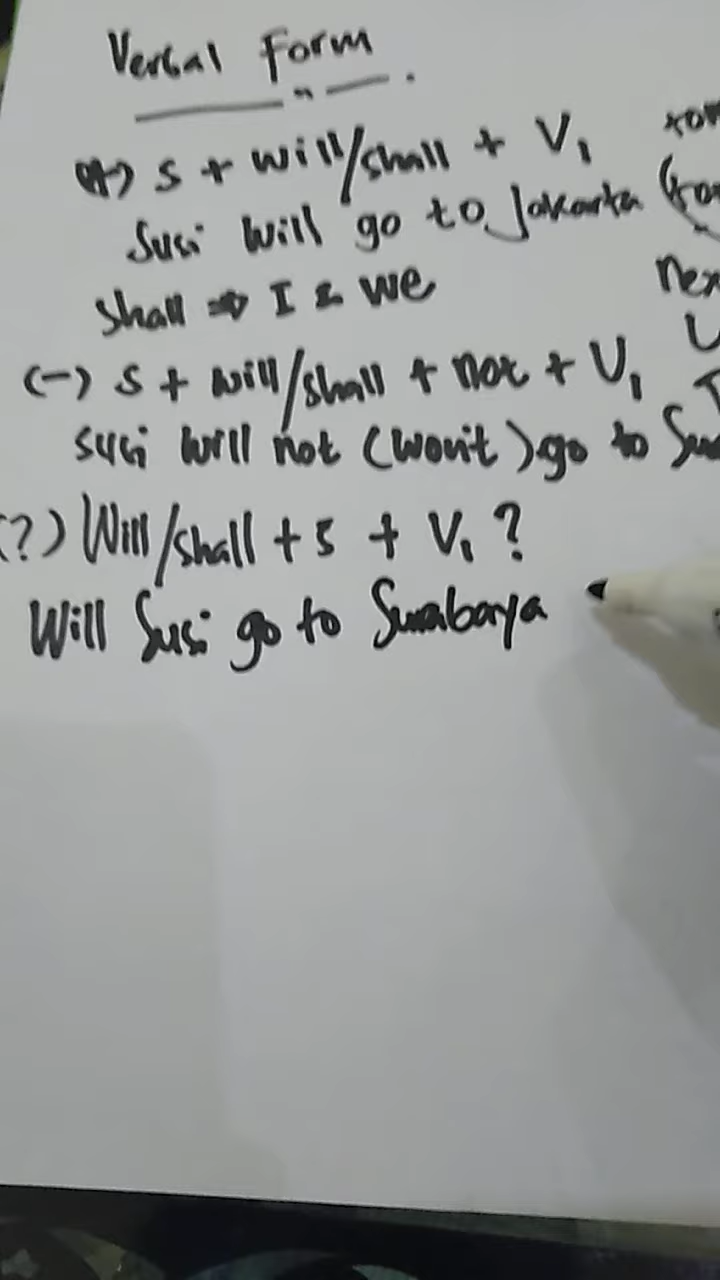 Verbal Form
(+) S + will/shall + V1
Susi will go to Jakarta
shall ⇒ I & we
(-) S + will/shall + not + V1
Susi will not (won't) go to
(?) Will/shall + S + V1 ?
Will Susi go to Surabaya